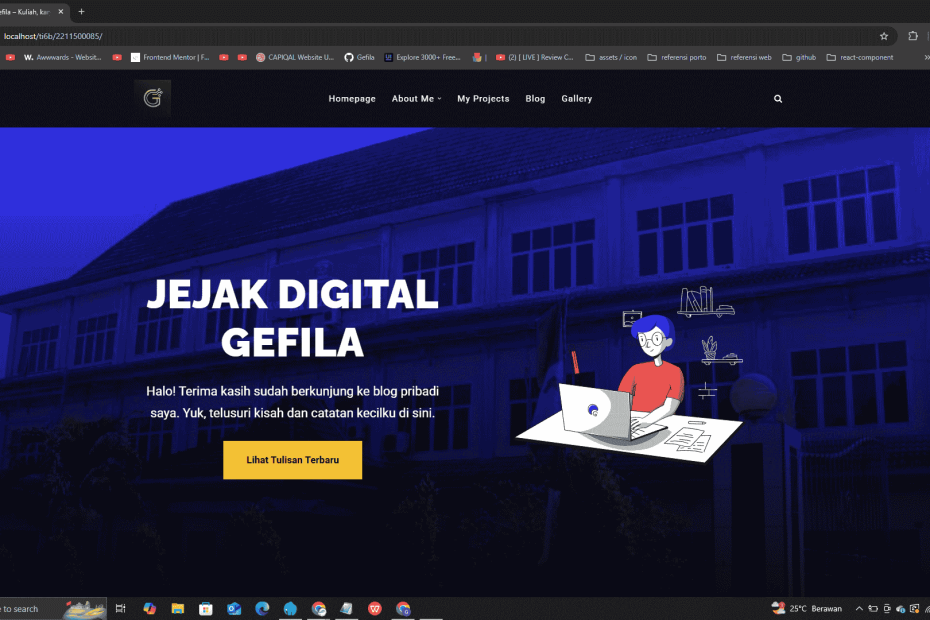 efila – Kuliah, kar
localhost/ti6b/2211500085/
Awwwards - Websit...
Frontend Mentor | F...
CAPIQAL Website U...
Gefila
Explore 3000+ Free...
(2) [ LIVE ] Review C...
assets / icon
referensi porto
referensi web
github
react-component
Homepage
About Me
My Projects
Blog
Gallery
JEJAK DIGITAL
GEFILA
Halo! Terima kasih sudah berkunjung ke blog pribadi
saya. Yuk, telusuri kisah dan catatan kecilku di sini.
Lihat Tulisan Terbaru
e to search
25°C Berawan